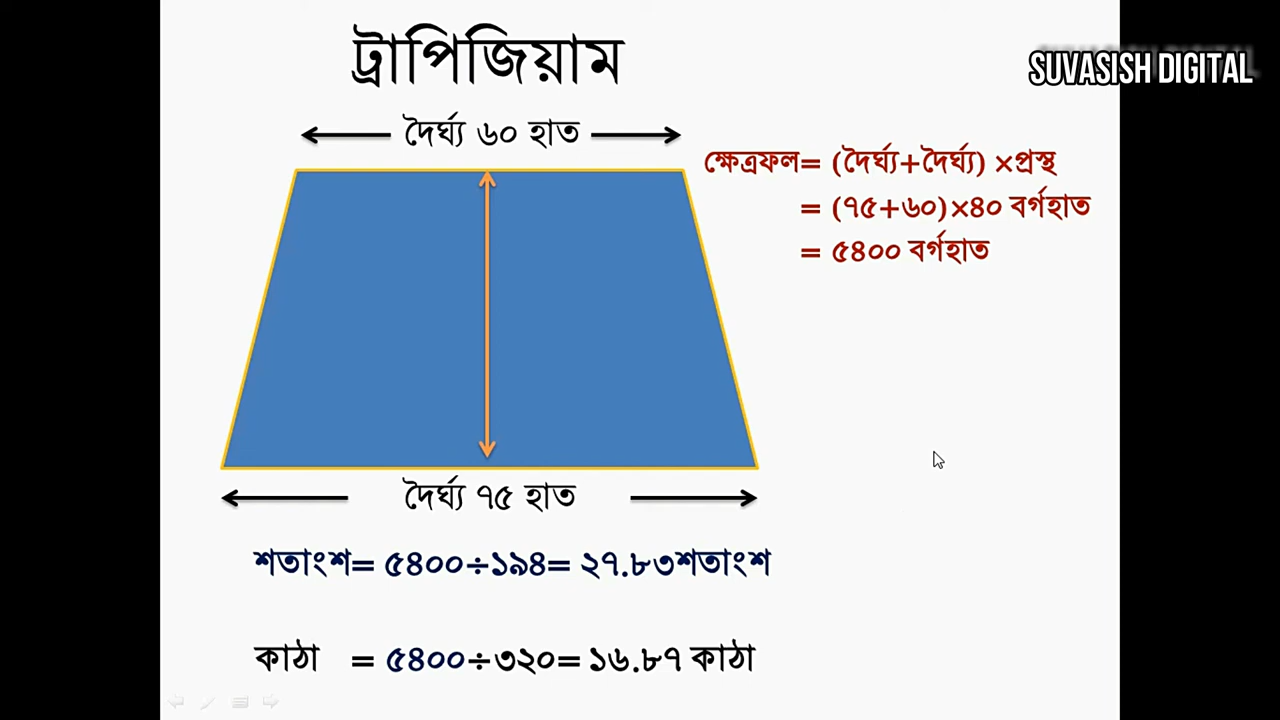 ট্রাপিজিয়াম
SUVASISH DIGITAL
দৈর্ঘ্য ৬০ হাত
ক্ষেত্রফল= (দৈর্ঘ্য+দৈর্ঘ্য) ×প্রস্থ
= (৭৫+৬০)×৪০ বর্গহাত
= ৫৪০০ বর্গহাত
দৈর্ঘ্য ৭৫ হাত
শতাংশ= ৫৪০০÷১৯৪= ২৭.৮৩শতাংশ
কাঠা = ৫৪০০÷৩২০= ১৬.৮৭ কাঠা